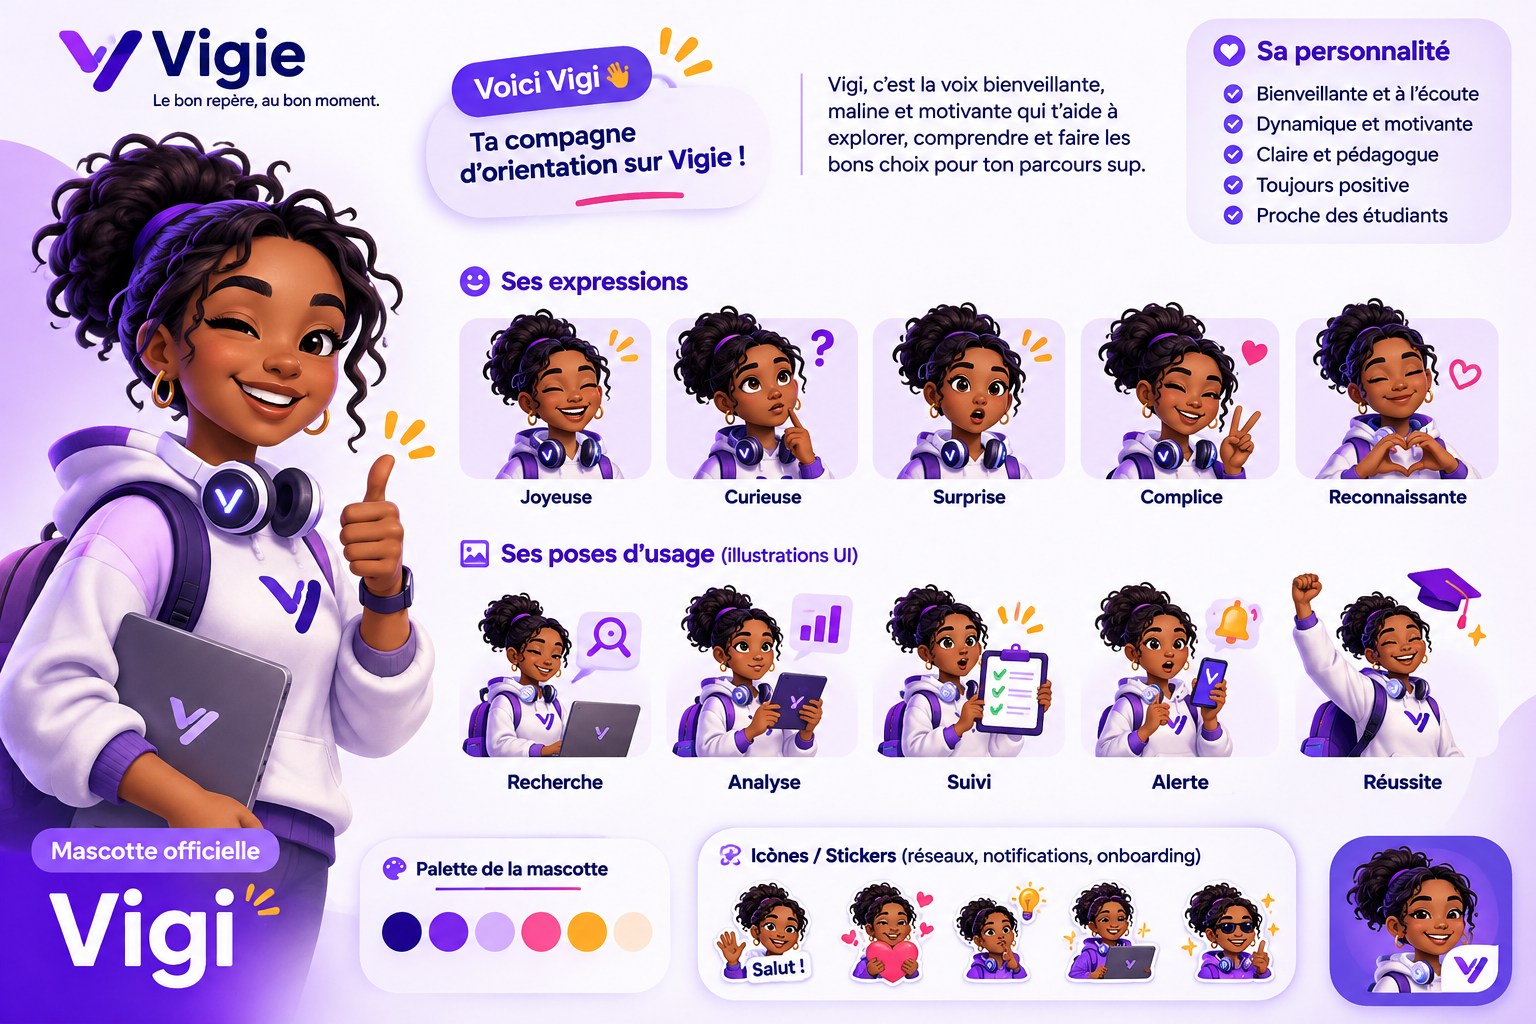 Vigie
Le bon repère, au bon moment.
Voici Vigi 👋
Ta compagne
d'orientation sur Vigie !
Vigi, c'est la voix bienveillante,
maline et motivante qui t'aide à
explorer, comprendre et faire les
bons choix pour ton parcours sup.
Sa personnalité
Bienveillante et à l'écoute
Dynamique et motivante
Claire et pédagogue
Toujours positive
Proche des étudiants
Ses expressions
?
Joyeuse
Curieuse
Surprise
Complice
Reconnaissante
Ses poses d'usage (illustrations UI)
Recherche
Analyse
Suivi
Alerte
Réussite
Mascotte officielle
Vigi
Palette de la mascotte
Icônes / Stickers (réseaux, notifications, onboarding)
Salut !